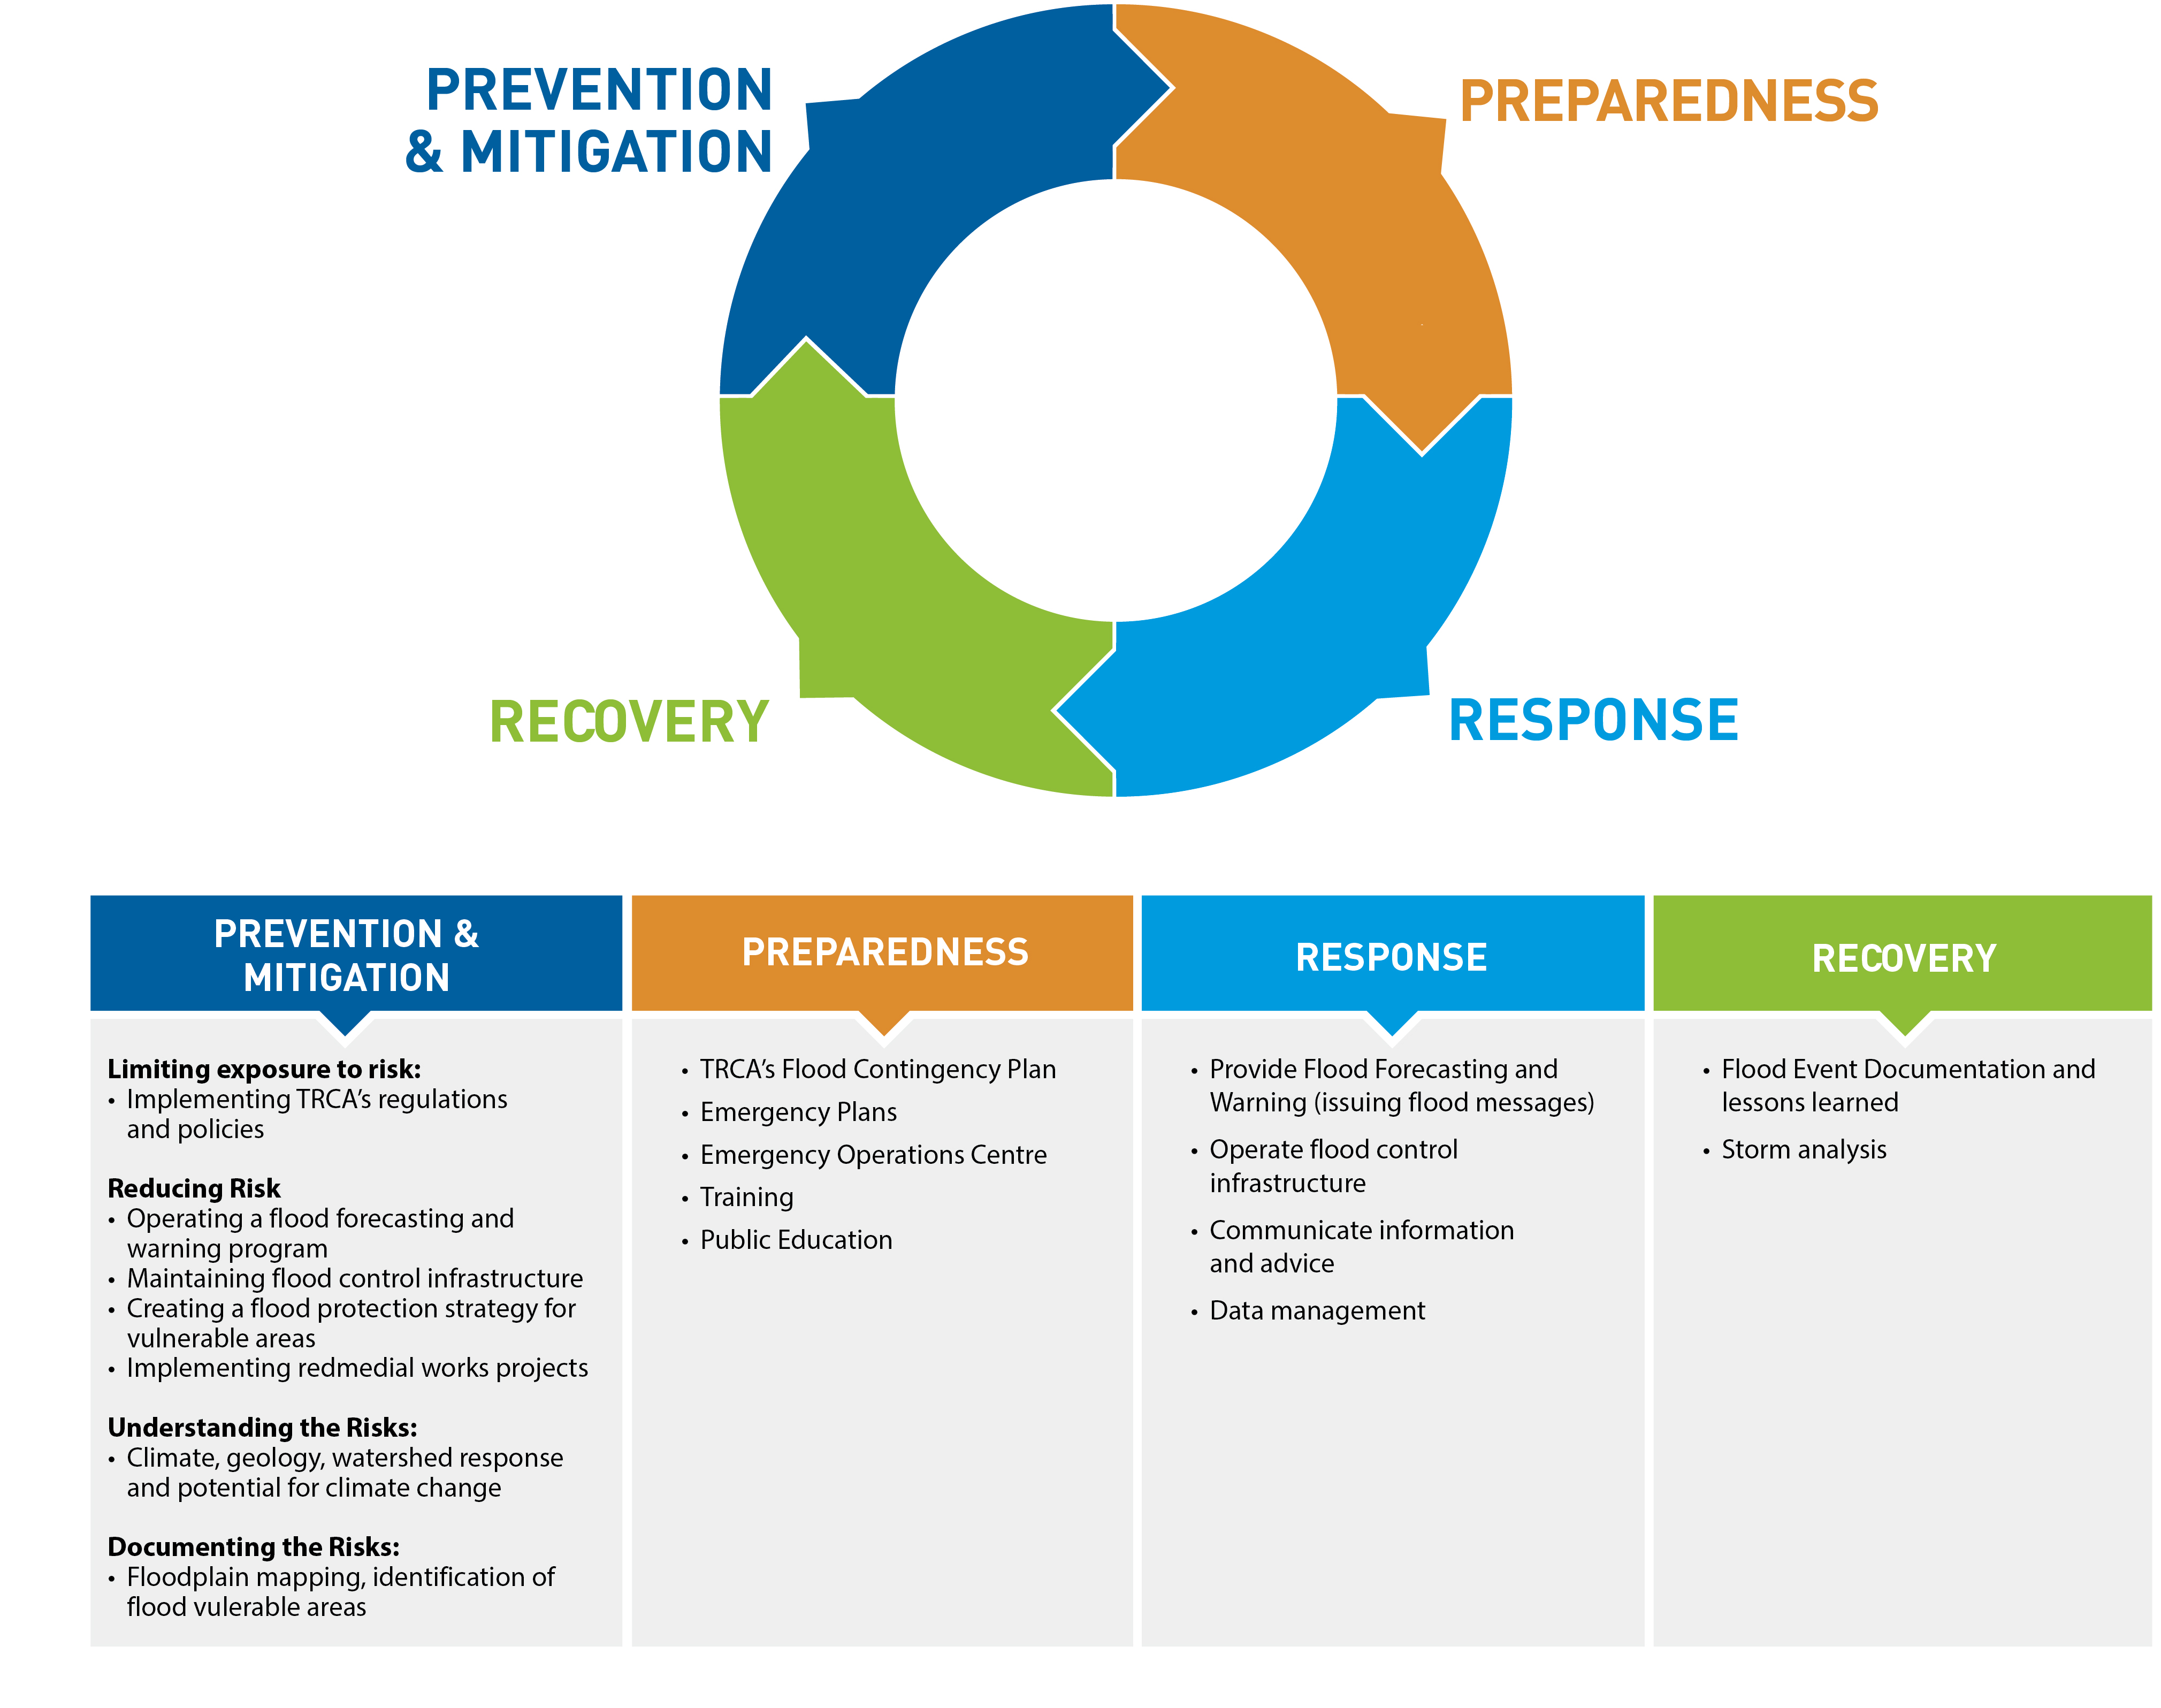 PREVENTION
& MITIGATION
PREPAREDNESS
RECOVERY
RESPONSE
PREVENTION &
MITIGATION
Limiting exposure to risk:
• Implementing TRCA's regulations
and policies
Reducing Risk
• Operating a flood forecasting and
warning program
• Maintaining flood control infrastructure
• Creating a flood protection strategy for
vulnerable areas
• Implementing redmedial works projects
Understanding the Risks:
• Climate, geology, watershed response
and potential for climate change
Documenting the Risks:
• Floodplain mapping, identification of
flood vulerable areas
PREPAREDNESS
• TRCA's Flood Contingency Plan
• Emergency Plans
• Emergency Operations Centre
• Training
• Public Education
RESPONSE
• Provide Flood Forecasting and
Warning (issuing flood messages)
• Operate flood control
infrastructure
• Communicate information
and advice
• Data management
RECOVERY
• Flood Event Documentation and
lessons learned
• Storm analysis